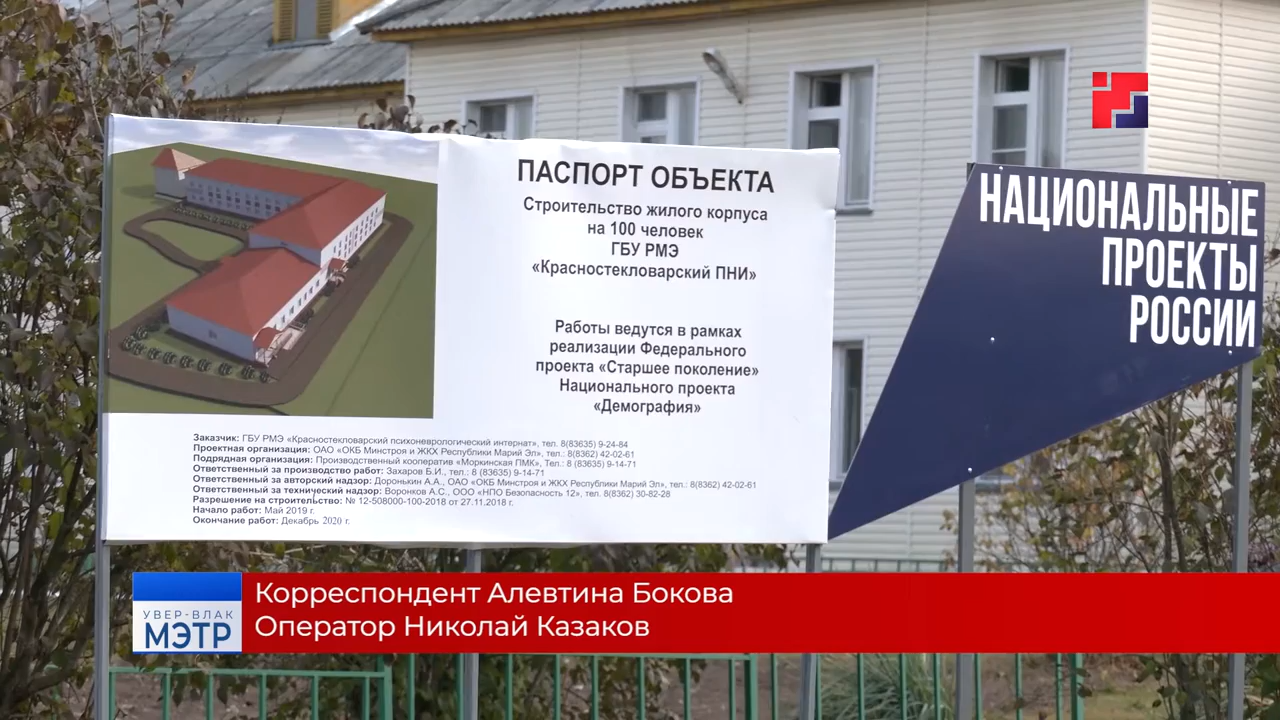 ПАСПОРТ ОБЪЕКТА
Строительство жилого корпуса
на 100 человек
ГБУ РМЭ
«Красностекловарский ПНИ»
Работы ведутся в рамках
реализации Федерального
проекта «Старшее поколение»
Национального проекта
«Демография»
Заказчик: ГБУ РМЭ «Красностекловарский психоневрологический интернат», тел. 8(83635) 9-24-84
Проектная организация: ОАО «ОКБ Минстроя и ЖКХ Республики Марий Эл», тел.: 8(8362) 42-02-61
Подрядная организация: Производственный кооператив «Моркинская ПМК», Тел.: 8 (83635) 9-14-71
Ответственный за производство работ: Захаров Б.И., тел.: 8 (83635) 9-14-71
Ответственный за авторский надзор: Доронькин А.А., ОАО «ОКБ Минстроя и ЖКХ Республики Марий Эл», тел.: 8(8362) 42-02-61
Ответственный за технический надзор: Воронков А.С., ООО «НПО Безопасность 12», тел. 8(8362) 30-82-28
Разрешение на строительство: № 12-508000-100-2018 от 27.11.2018 г.
Начало работ: Май 2019 г.
Окончание работ: Декабрь 2020 г.
НАЦИОНАЛЬНЫЕ
ПРОЕКТЫ
РОССИИ
УВЕР-ВЛАК
МЭТР
Корреспондент Алевтина Бокова
Оператор Николай Казаков